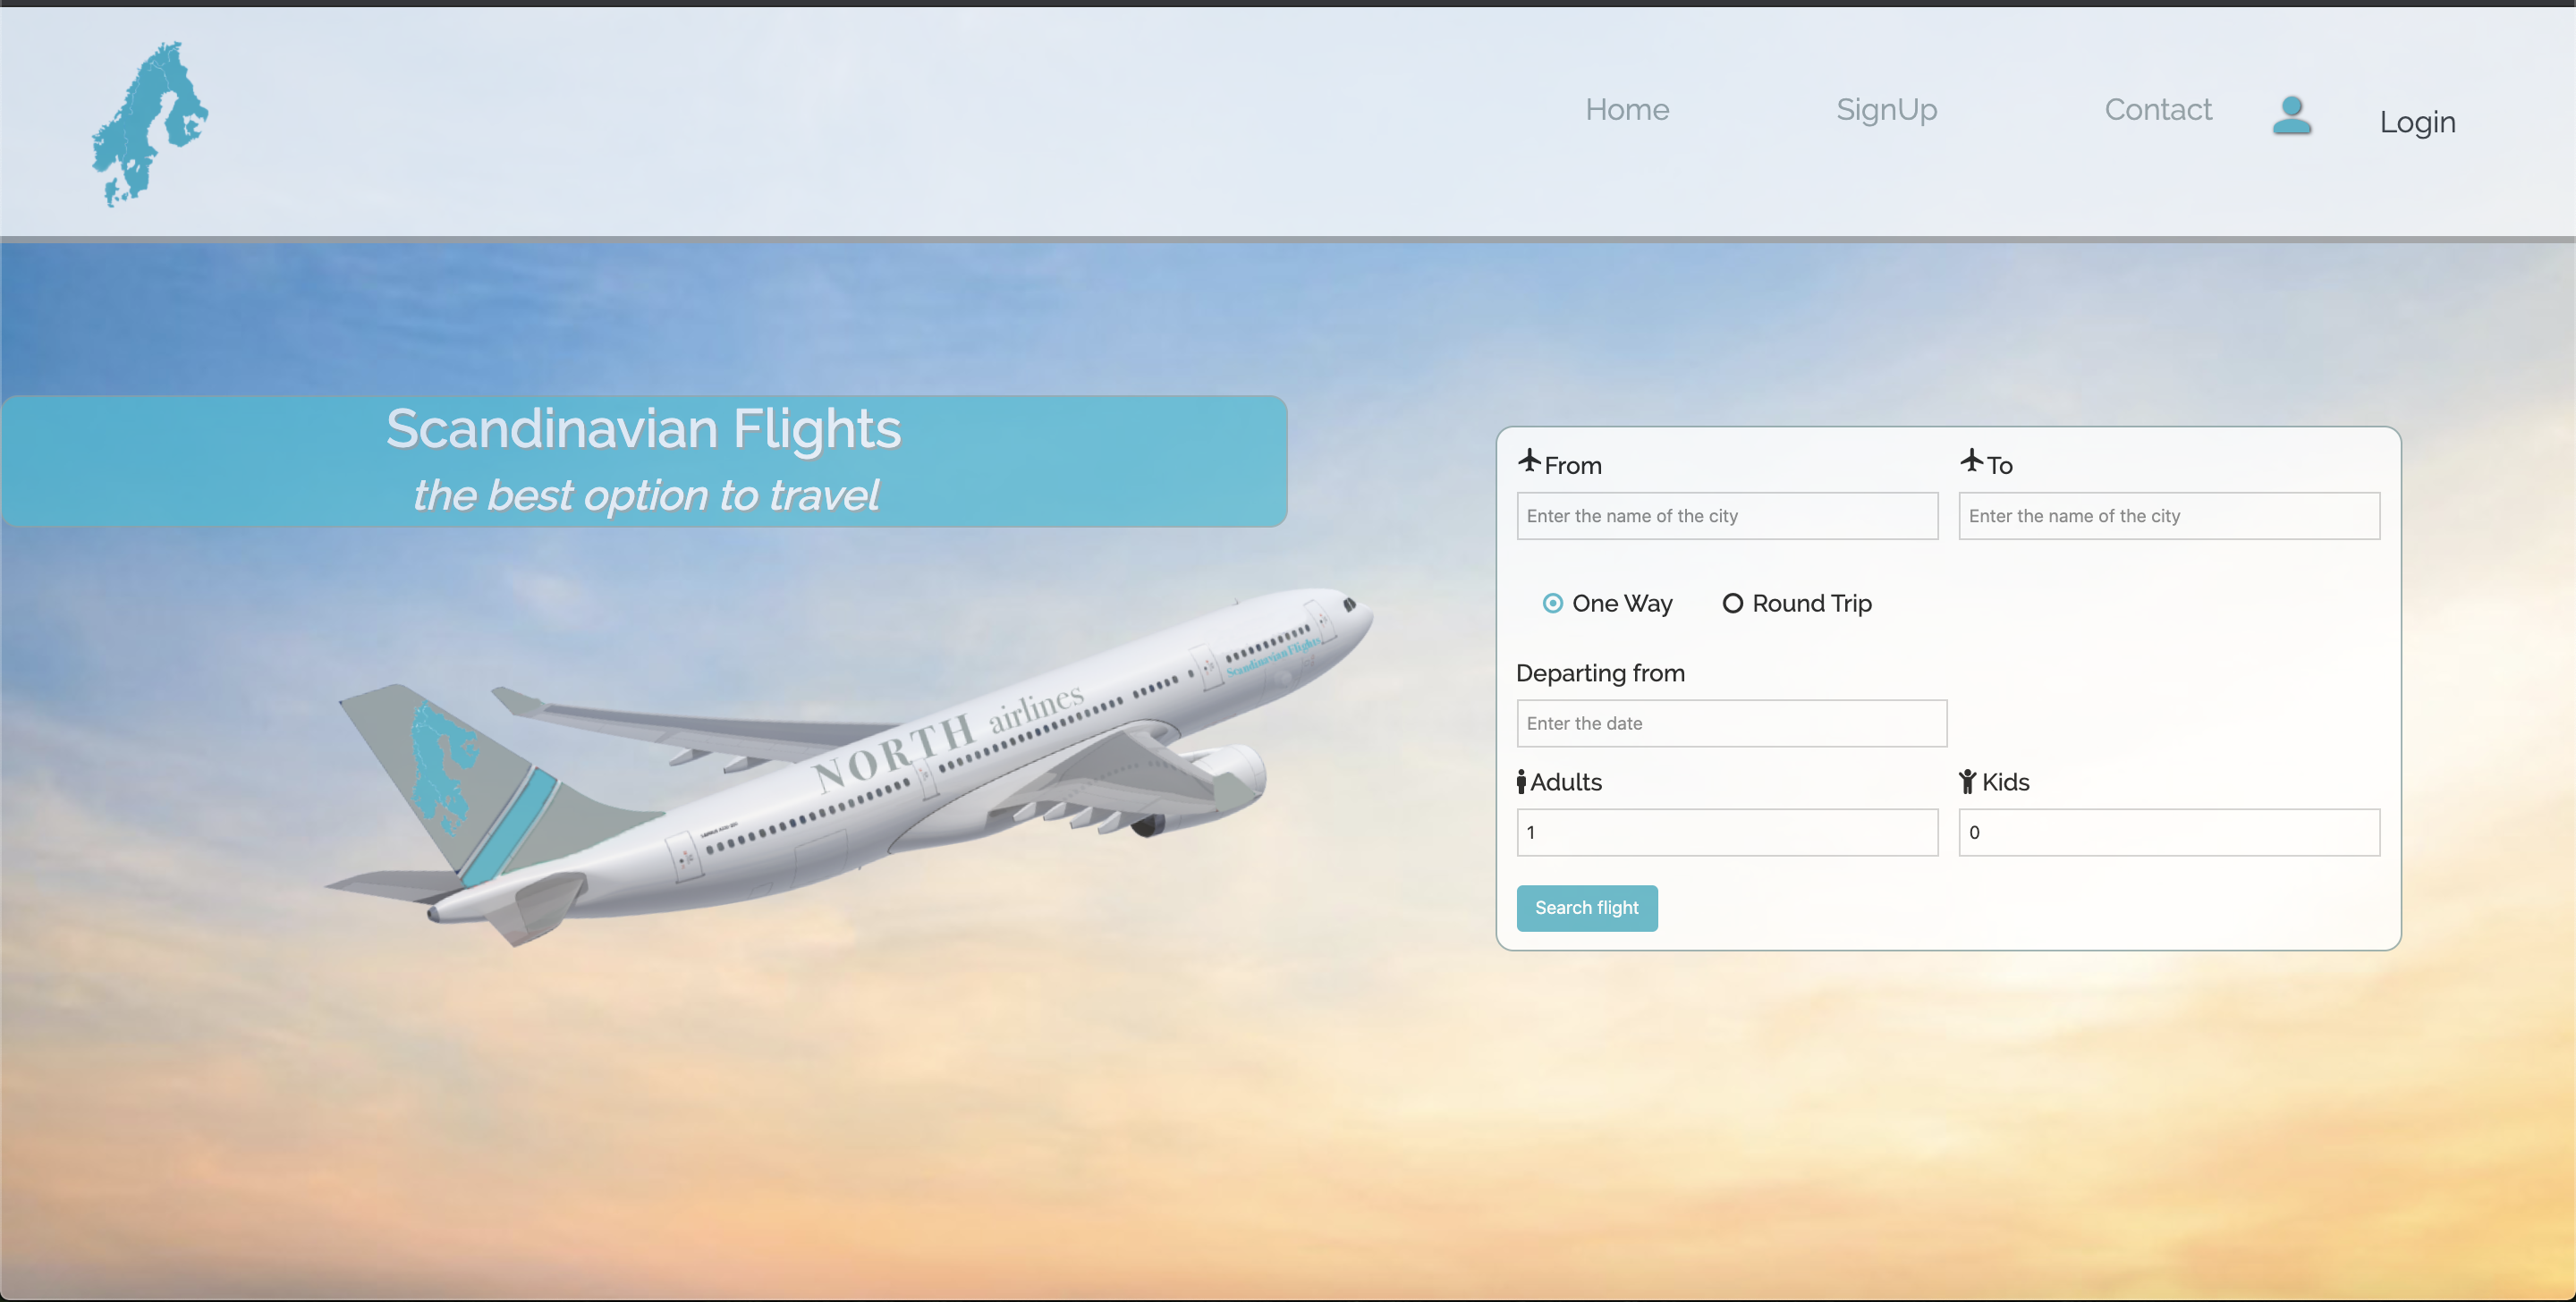 Home SignUp Contact Login
Scandinavian Flights
the best option to travel
From To
Enter the name of the city Enter the name of the city
One Way Round Trip
Departing from
Enter the date
Adults Kids
1 0
Search flight
NORTH airlines
Scandinavian Flights